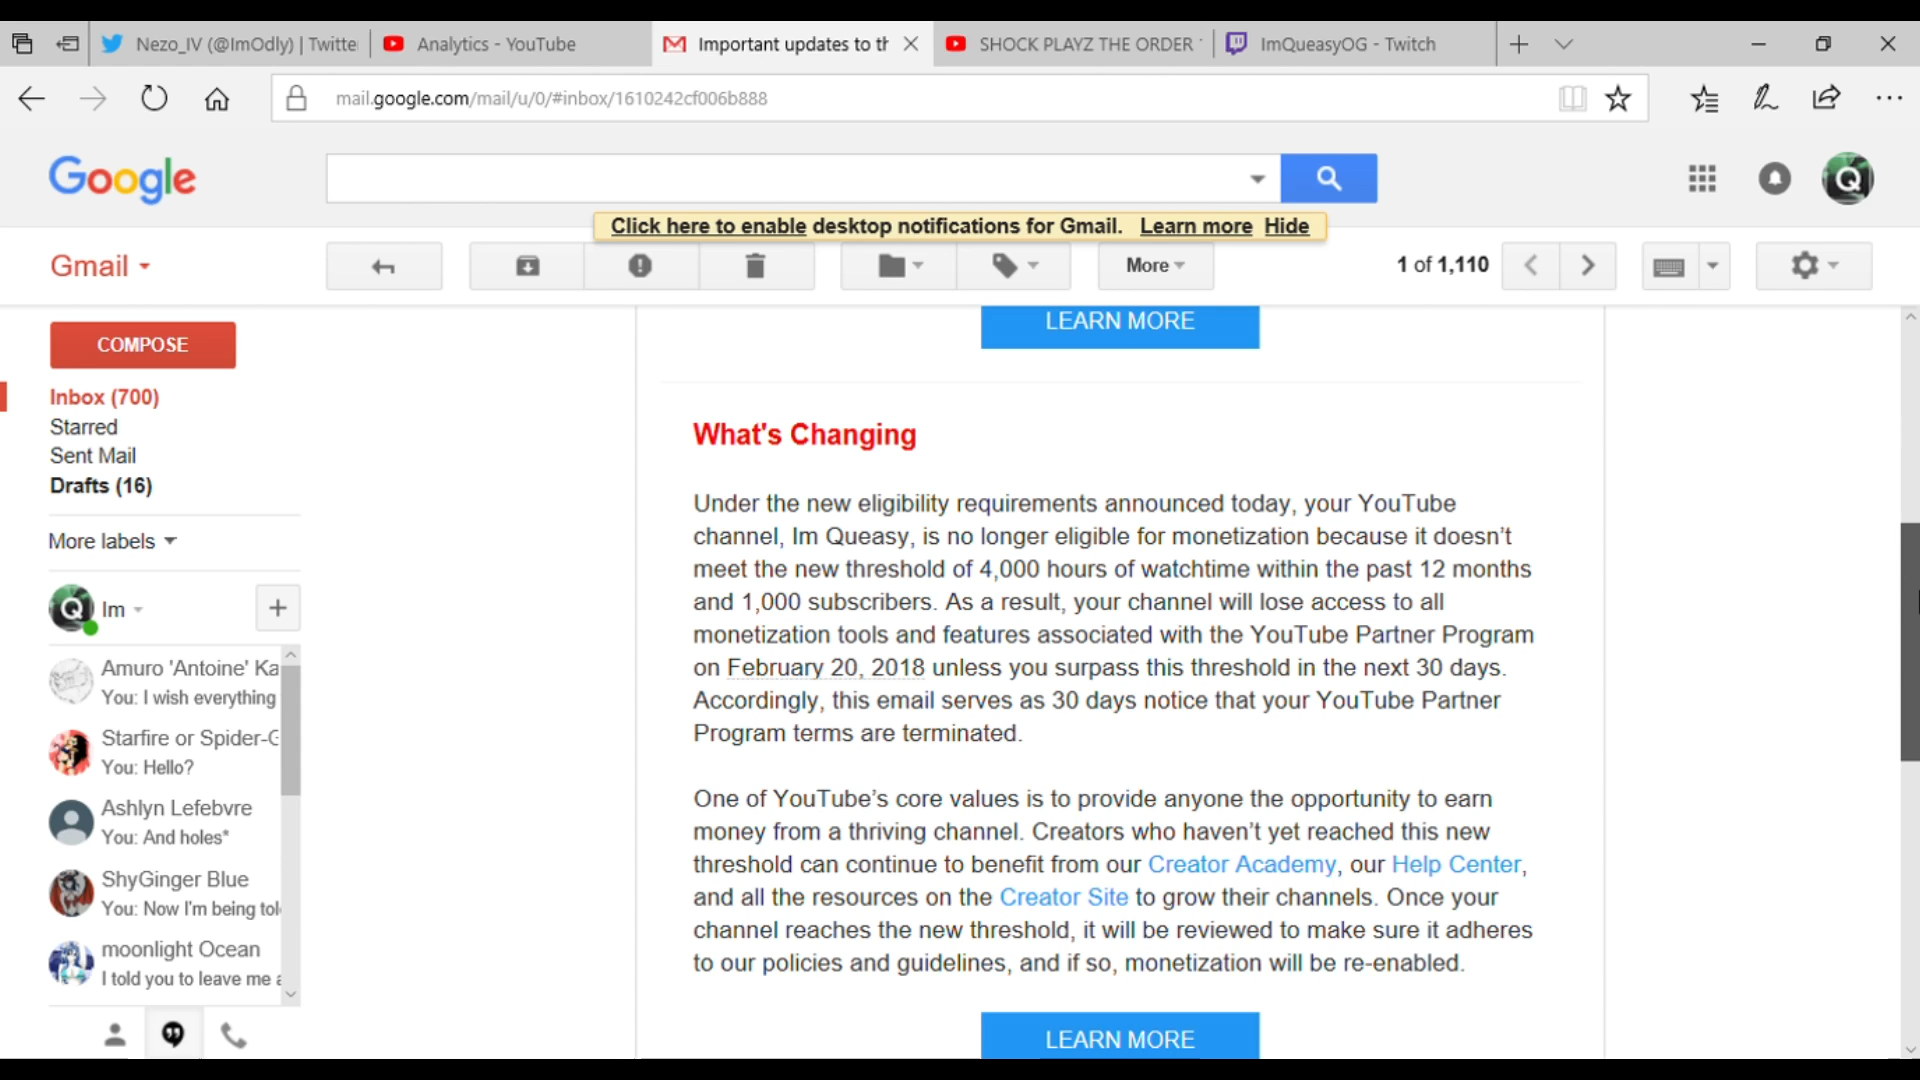 Nezo_IV (@ImOdly) | Twitte
Analytics - YouTube
Important updates to th
SHOCK PLAYZ THE ORDER
ImQueasyOG - Twitch
mail.google.com/mail/u/0/#inbox/1610242cf006b888
Google
Q
Click here to enable desktop notifications for Gmail. Learn more Hide
Gmail
More
1 of 1,110
COMPOSE
Inbox (700)
Starred
Sent Mail
Drafts (16)
More labels
Q
Im
Amuro 'Antoine' Ka
You: I wish everything
Starfire or Spider-G
You: Hello?
Ashlyn Lefebvre
You: And holes*
ShyGinger Blue
You: Now I'm being tol
moonlight Ocean
I told you to leave me a
LEARN MORE
What's Changing
Under the new eligibility requirements announced today, your YouTube
channel, Im Queasy, is no longer eligible for monetization because it doesn't
meet the new threshold of 4,000 hours of watchtime within the past 12 months
and 1,000 subscribers. As a result, your channel will lose access to all
monetization tools and features associated with the YouTube Partner Program
on February 20, 2018 unless you surpass this threshold in the next 30 days.
Accordingly, this email serves as 30 days notice that your YouTube Partner
Program terms are terminated.
One of YouTube's core values is to provide anyone the opportunity to earn
money from a thriving channel. Creators who haven't yet reached this new
threshold can continue to benefit from our Creator Academy, our Help Center,
and all the resources on the Creator Site to grow their channels. Once your
channel reaches the new threshold, it will be reviewed to make sure it adheres
to our policies and guidelines, and if so, monetization will be re-enabled.
LEARN MORE